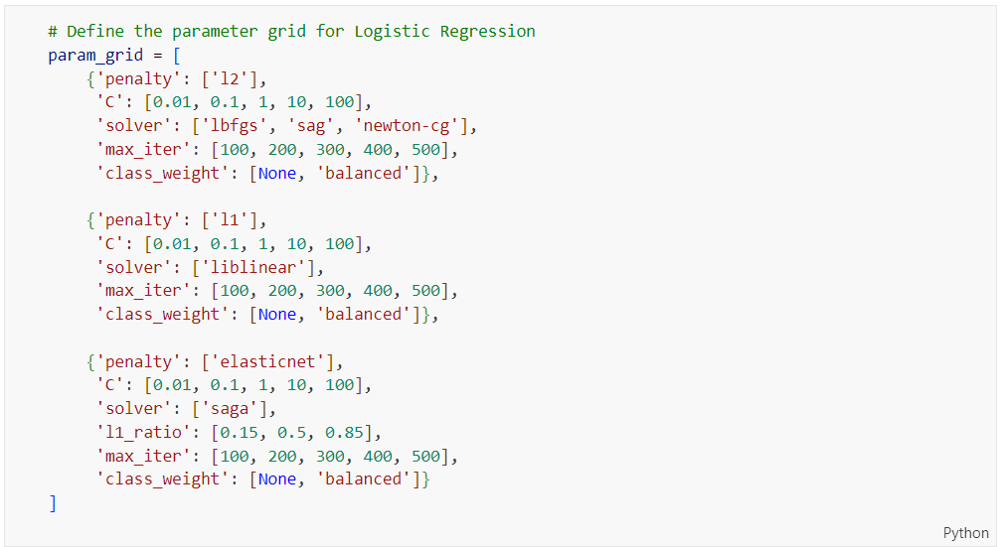 # Define the parameter grid for Logistic Regression
param_grid = [
    {'penalty': ['l2'],
     'C': [0.01, 0.1, 1, 10, 100],
     'solver': ['lbfgs', 'sag', 'newton-cg'],
     'max_iter': [100, 200, 300, 400, 500],
     'class_weight': [None, 'balanced']},

    {'penalty': ['l1'],
     'C': [0.01, 0.1, 1, 10, 100],
     'solver': ['liblinear'],
     'max_iter': [100, 200, 300, 400, 500],
     'class_weight': [None, 'balanced']},

    {'penalty': ['elasticnet'],
     'C': [0.01, 0.1, 1, 10, 100],
     'solver': ['saga'],
     'l1_ratio': [0.15, 0.5, 0.85],
     'max_iter': [100, 200, 300, 400, 500],
     'class_weight': [None, 'balanced']}
]
Python